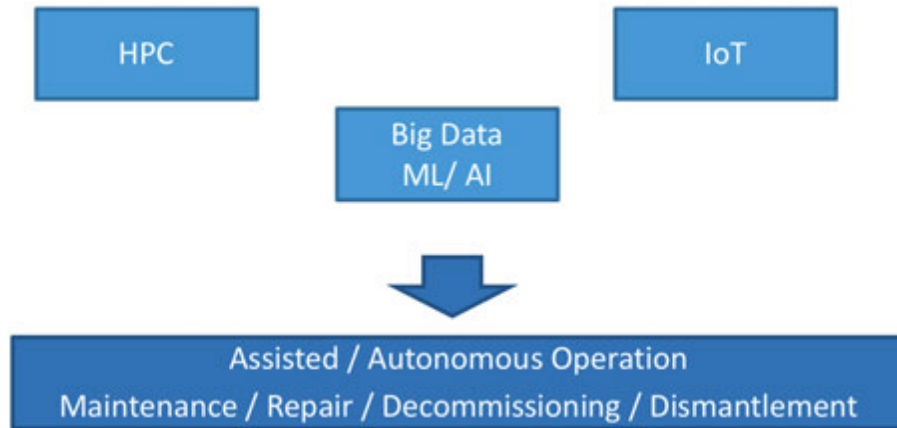 HPC
IoT
Big Data
ML/ AI
Assisted / Autonomous Operation
Maintenance / Repair / Decommissioning / Dismantlement